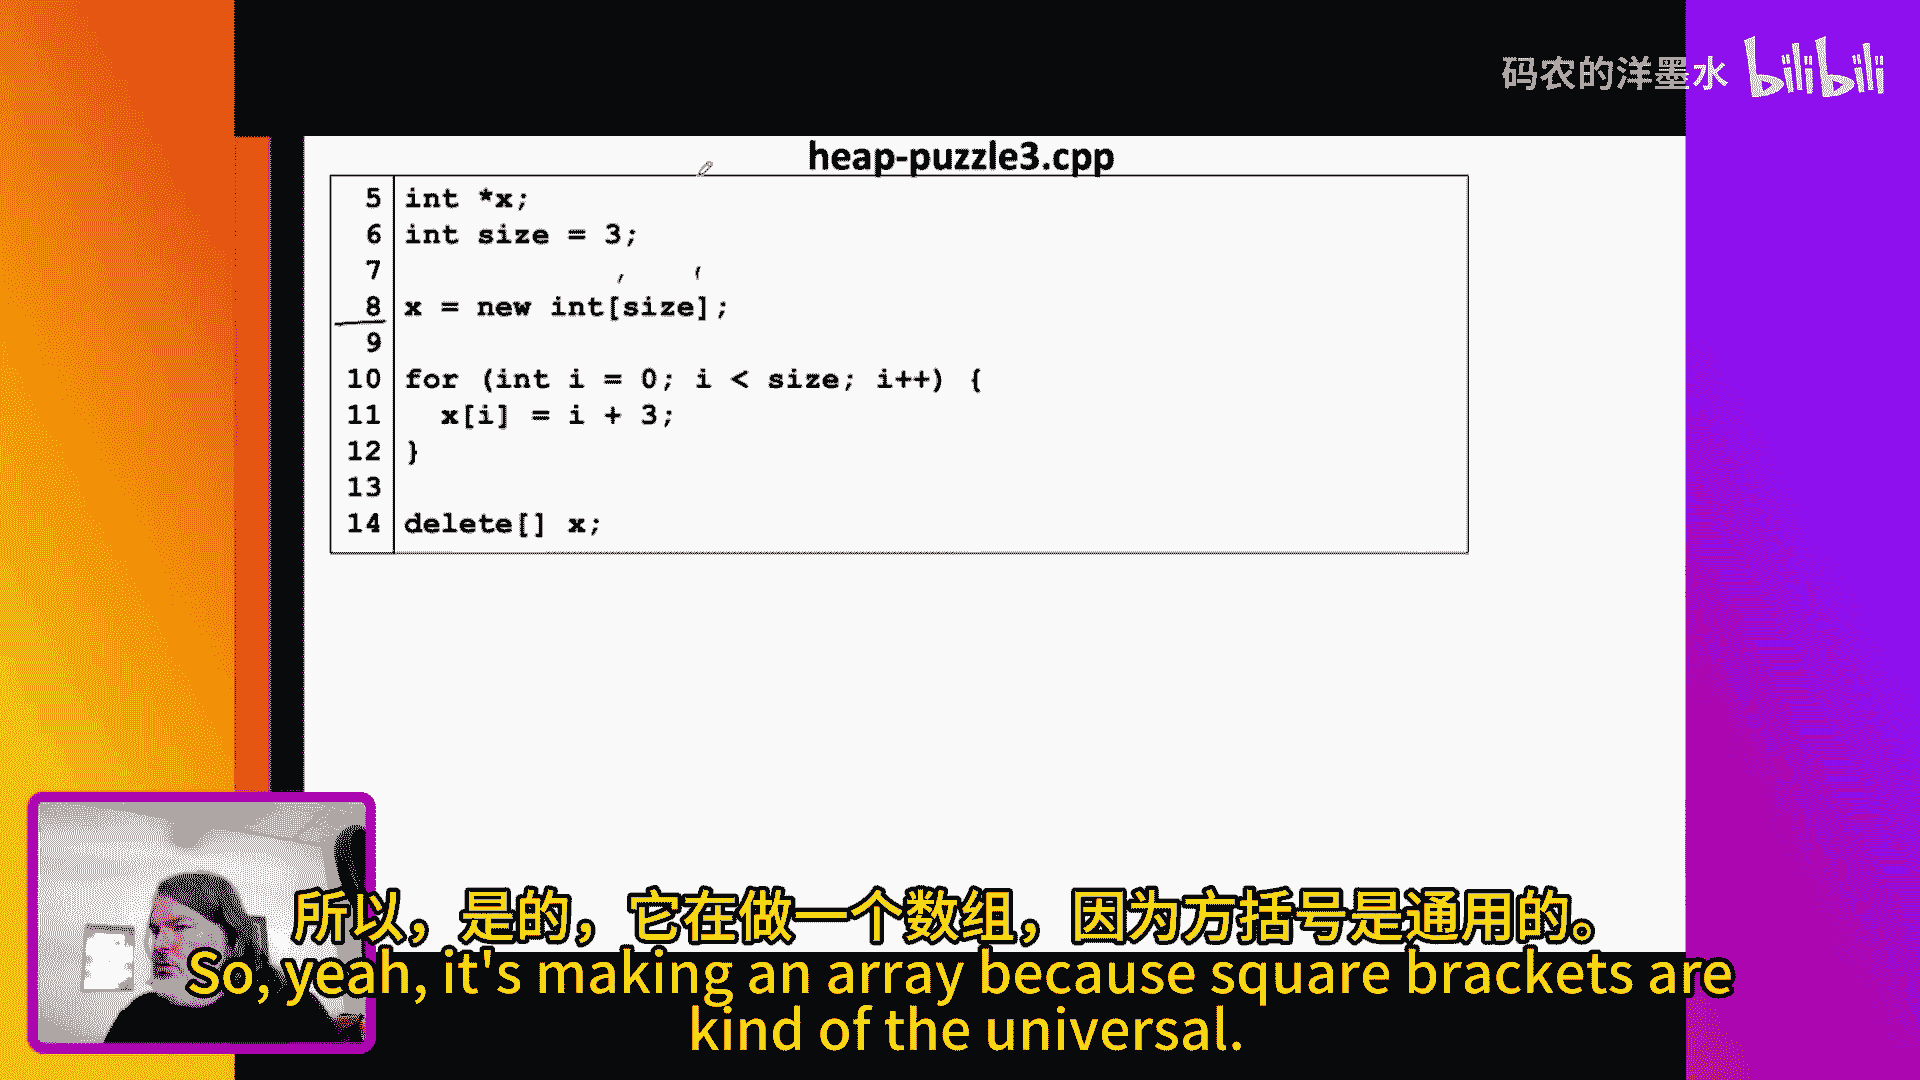 码农的洋墨水 bilibili
heap-puzzle3.cpp
5 int *x;
6 int size = 3;
7
8 x = new int[size];
9
10 for (int i = 0; i < size; i++) {
11 x[i] = i + 3;
12 }
13
14 delete[] x;
所以，是的，它在做一个数组，因为方括号是通用的。
So, yeah, it's making an array because square brackets are
kind of the universal.